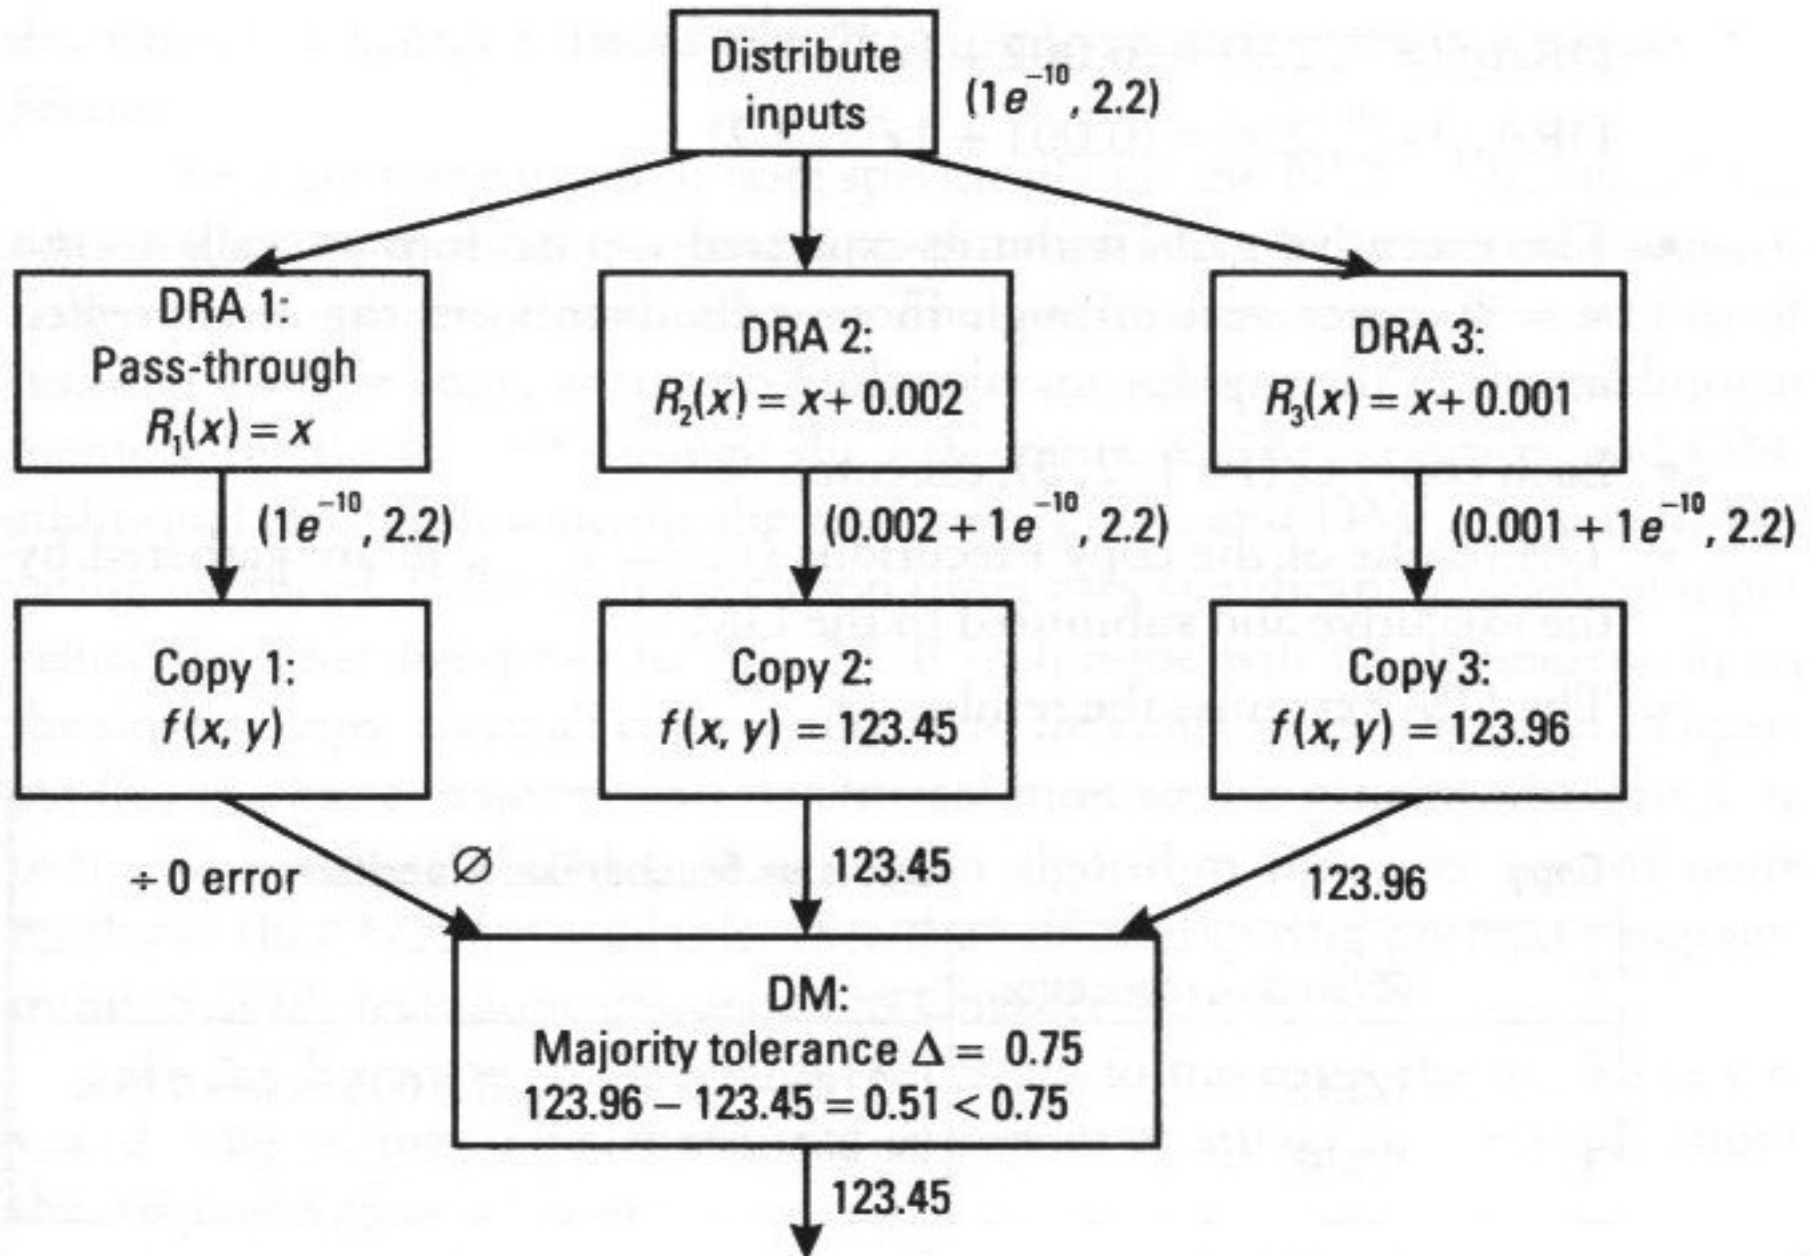 Distribute
inputs
(1e⁻¹⁰, 2.2)
DRA 1:
Pass-through
R₁(x) = x
DRA 2:
R₂(x) = x + 0.002
DRA 3:
R₃(x) = x + 0.001
(1e⁻¹⁰, 2.2)
(0.002 + 1e⁻¹⁰, 2.2)
(0.001 + 1e⁻¹⁰, 2.2)
Copy 1:
f(x, y)
Copy 2:
f(x, y) = 123.45
Copy 3:
f(x, y) = 123.96
÷ 0 error
∅
123.45
123.96
DM:
Majority tolerance Δ = 0.75
123.96 – 123.45 = 0.51 < 0.75
123.45